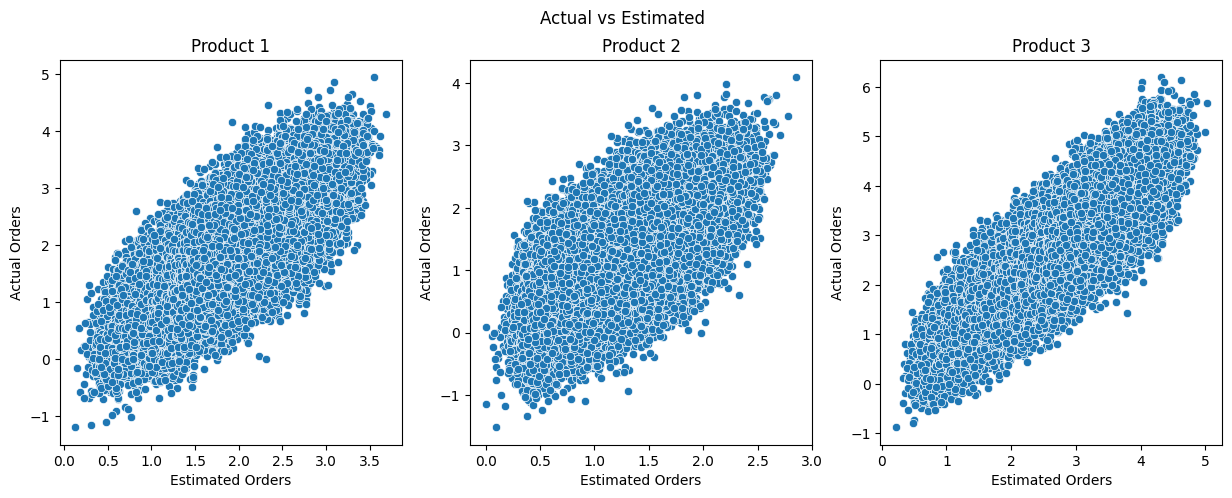 Actual vs Estimated
Product 1
Product 2
Product 3
Actual Orders
5
4
3
2
1
0
−1
0.0 0.5 1.0 1.5 2.0 2.5 3.0 3.5
Estimated Orders
Actual Orders
4
3
2
1
0
−1
0.0 0.5 1.0 1.5 2.0 2.5 3.0
Estimated Orders
Actual Orders
6
5
4
3
2
1
0
−1
0 1 2 3 4 5
Estimated Orders